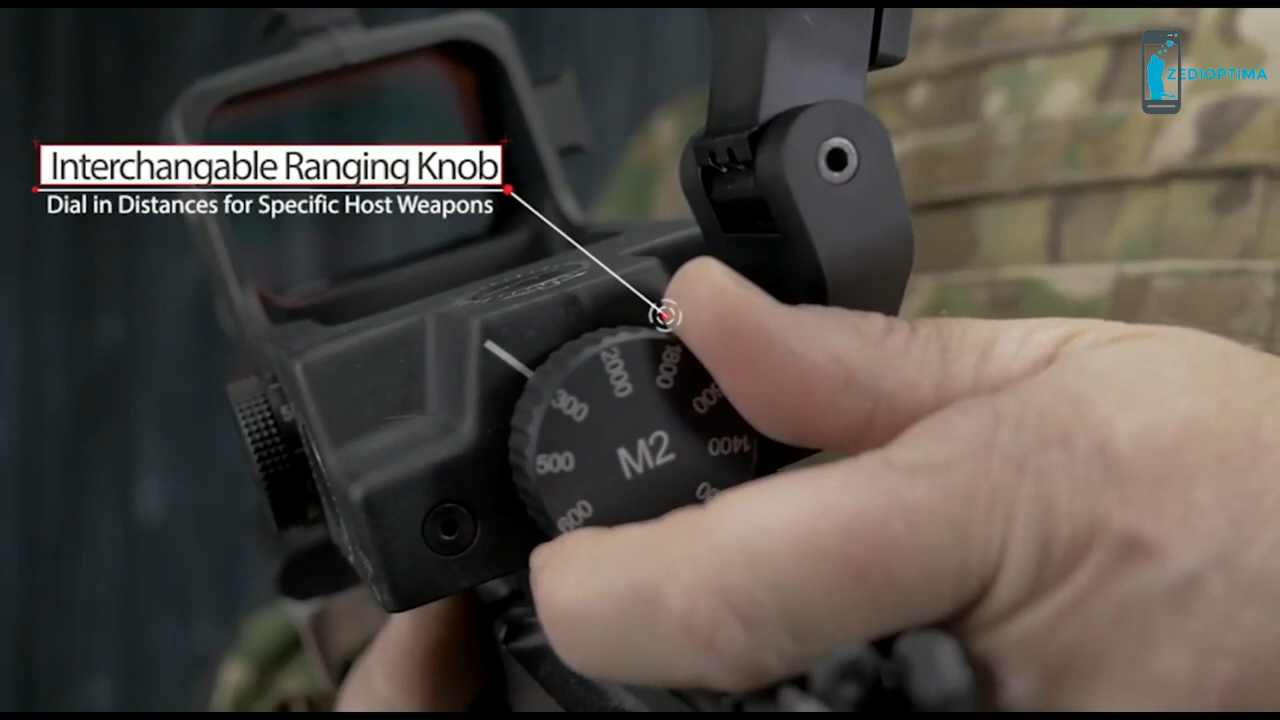 ZEDIOPTIMA
Interchangable Ranging Knob
Dial in Distances for Specific Host Weapons
2000
1800
300
1400
500
M2
600